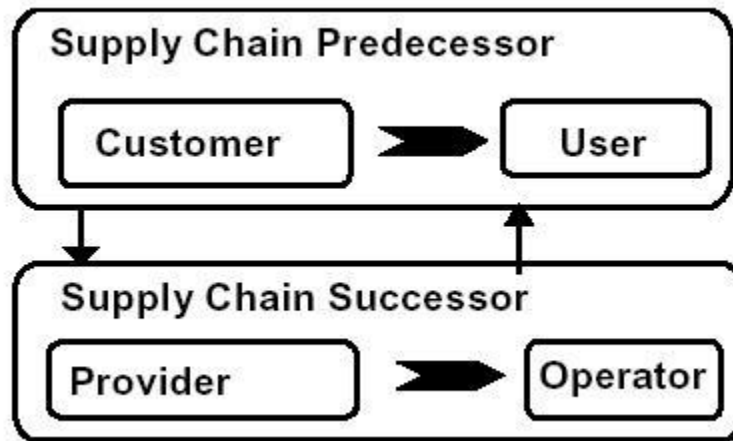 Supply Chain Predecessor
Customer
User
Supply Chain Successor
Provider
Operator